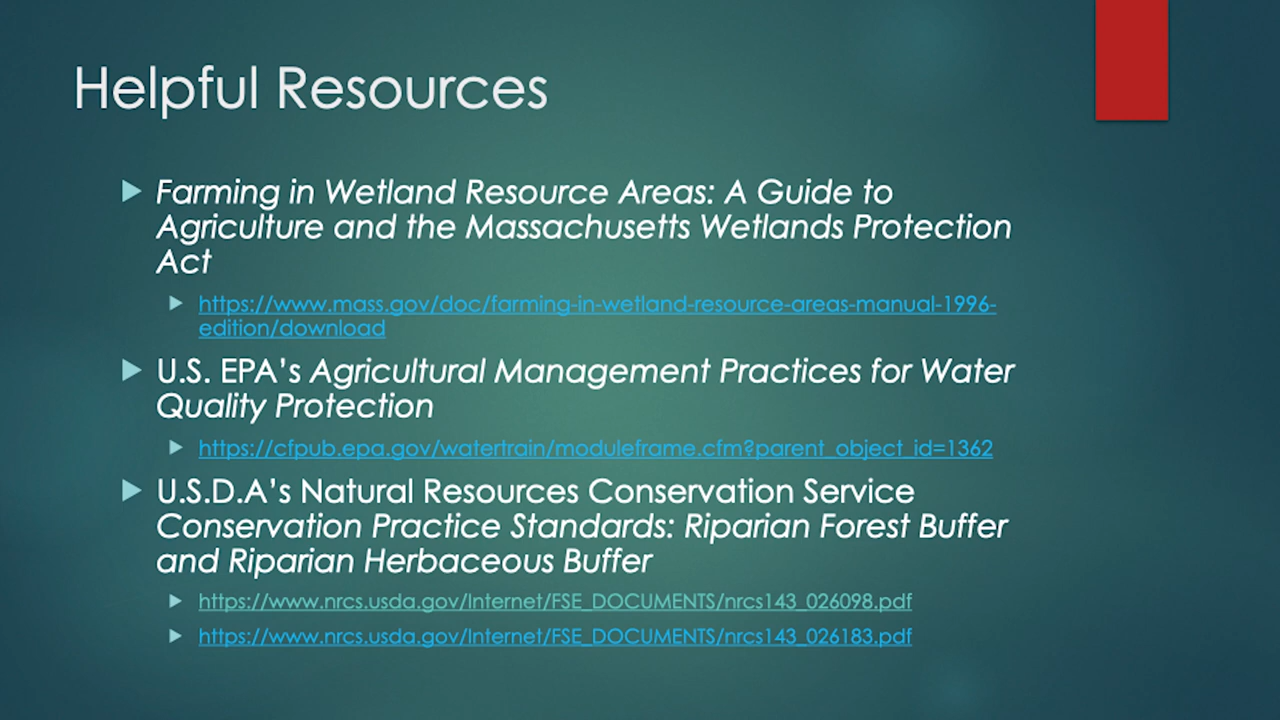 Helpful Resources
Farming in Wetland Resource Areas: A Guide to
Agriculture and the Massachusetts Wetlands Protection
Act
https://www.mass.gov/doc/farming-in-wetland-resource-areas-manual-1996-
edition/download
U.S. EPA's Agricultural Management Practices for Water
Quality Protection
https://cfpub.epa.gov/watertrain/moduleframe.cfm?parent_object_id=1362
U.S.D.A's Natural Resources Conservation Service
Conservation Practice Standards: Riparian Forest Buffer
and Riparian Herbaceous Buffer
https://www.nrcs.usda.gov/Internet/FSE_DOCUMENTS/nrcs143_026098.pdf
https://www.nrcs.usda.gov/Internet/FSE_DOCUMENTS/nrcs143_026183.pdf